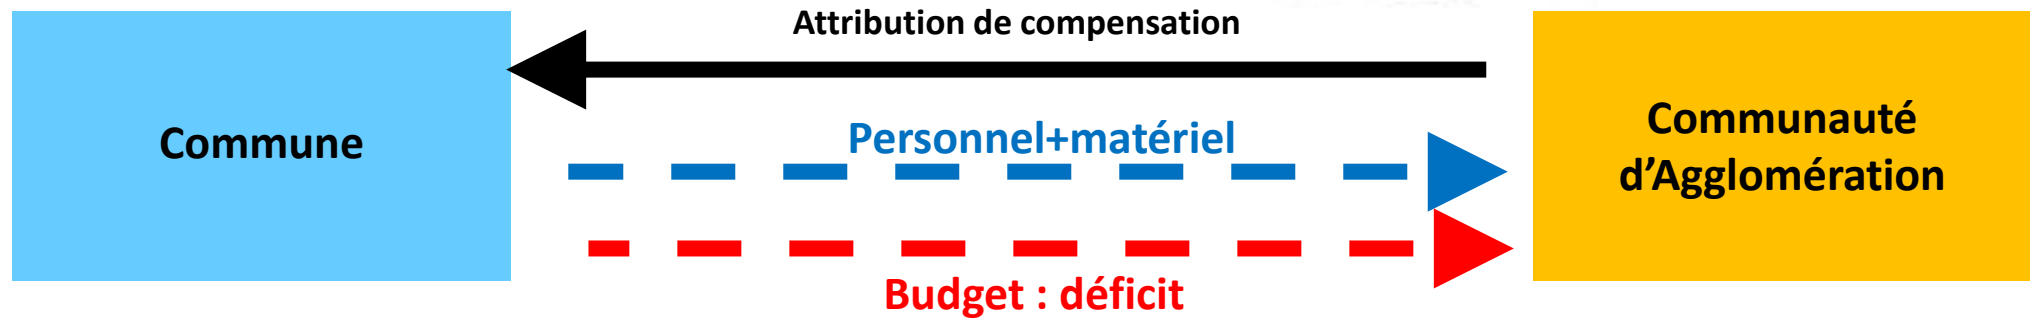 Attribution de compensation
Commune
Personnel+matériel
Communauté
d’Agglomération
Budget : déficit